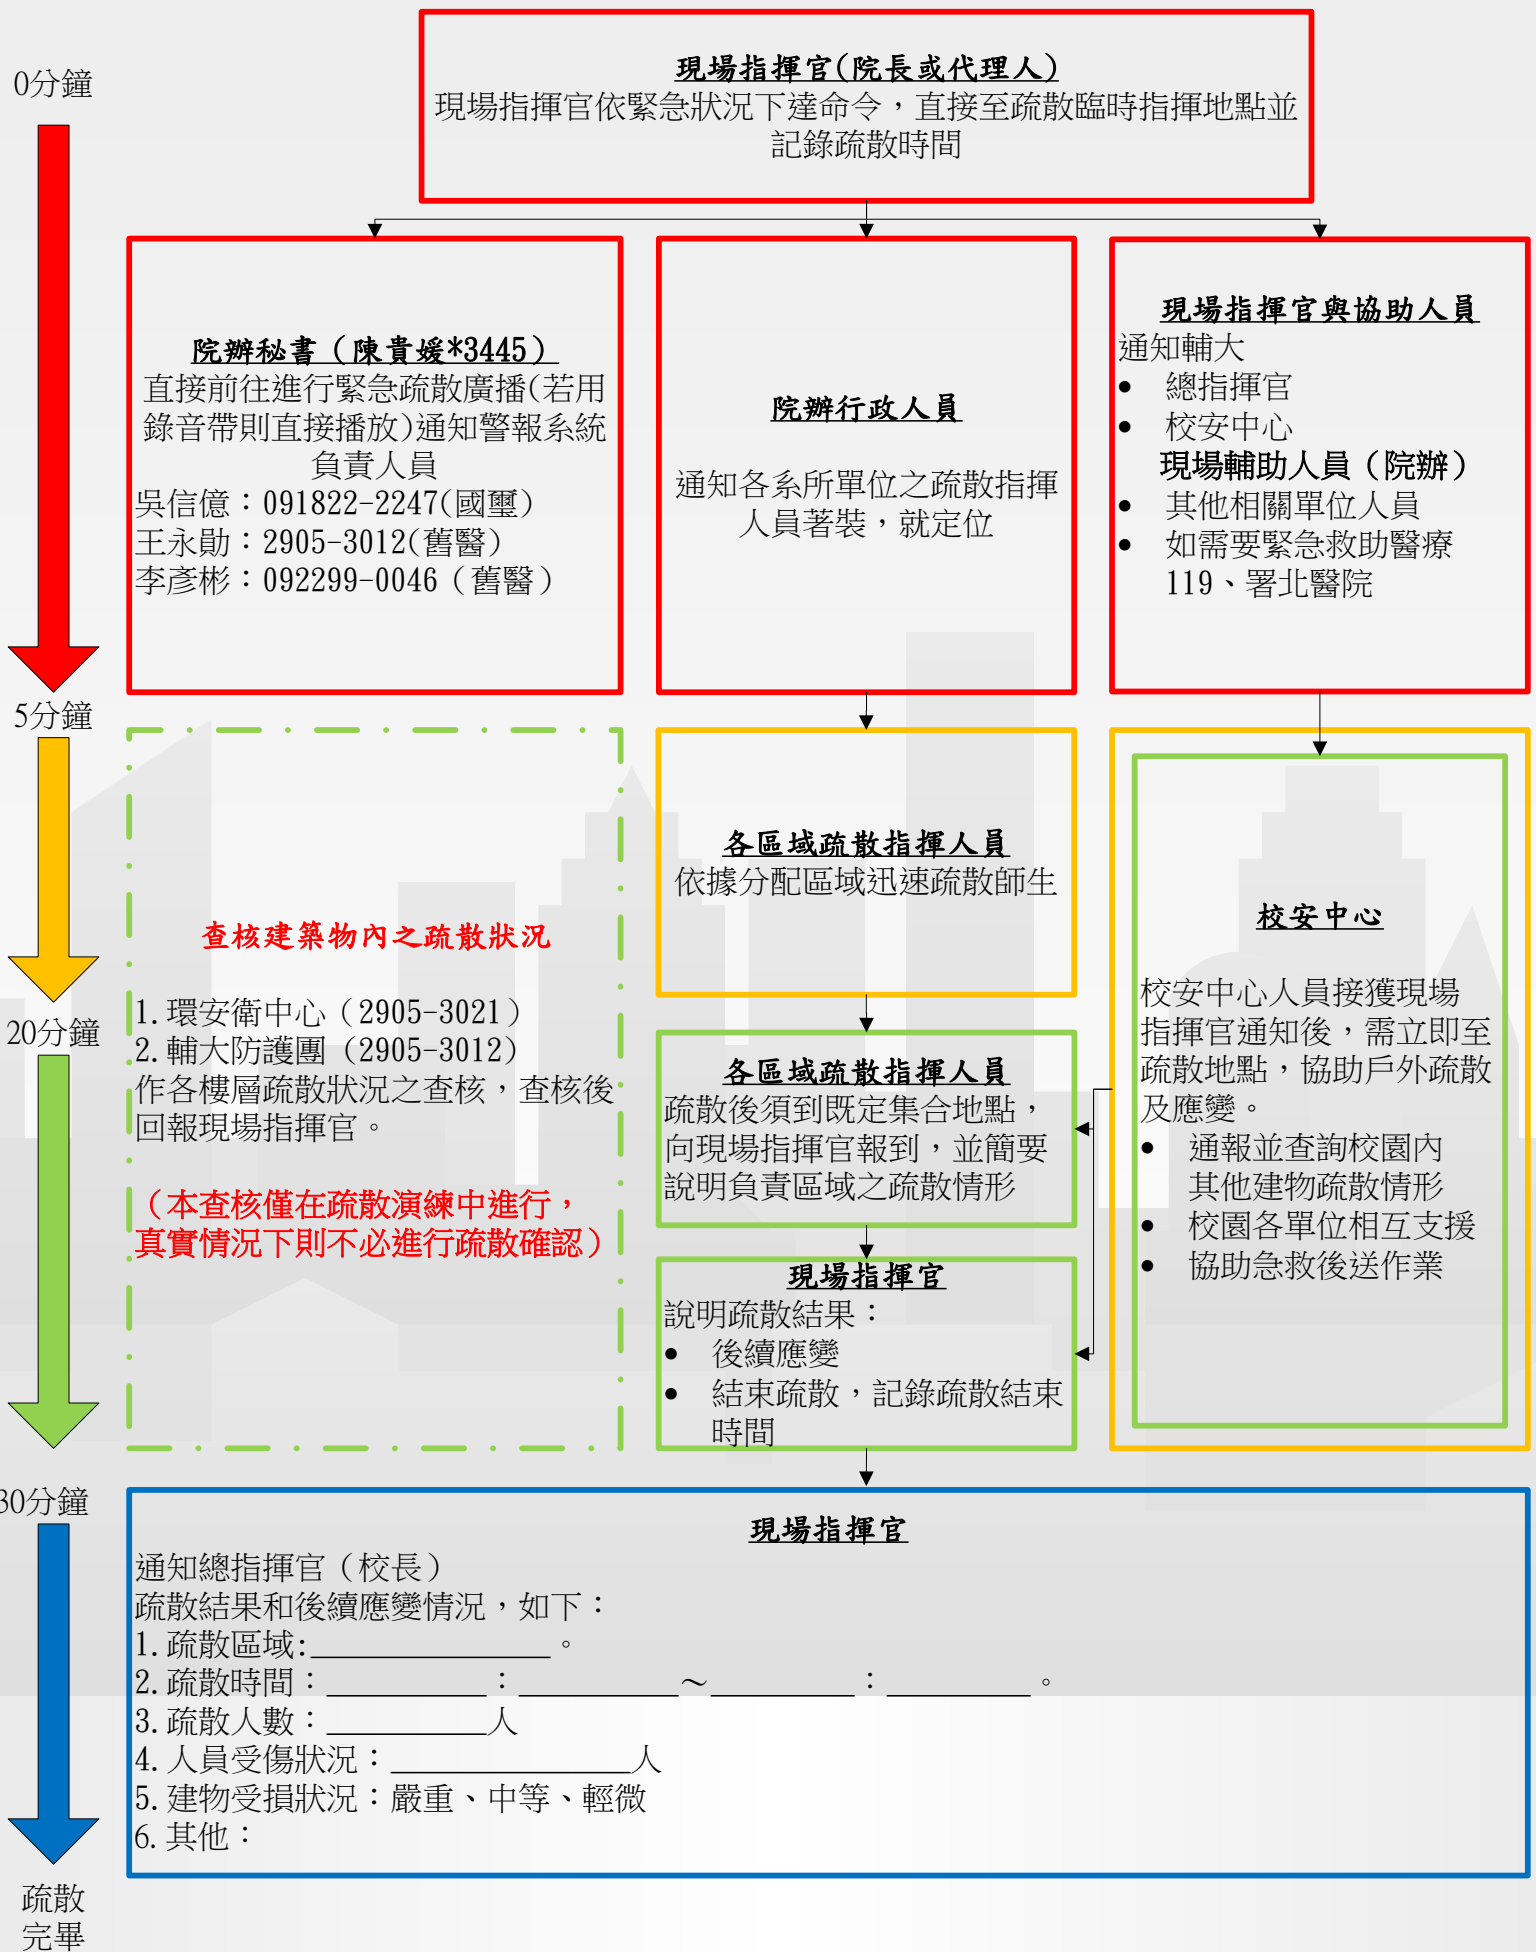 0分鐘
現場指揮官(院長或代理人)
現場指揮官依緊急狀況下達命令，直接至疏散臨時指揮地點並
記錄疏散時間
院辦秘書（陳貴媛*3445）
直接前往進行緊急疏散廣播(若用
錄音帶則直接播放)通知警報系統
負責人員
吳信億：091822-2247(國璽)
王永勛：2905-3012(舊醫)
李彥彬：092299-0046（舊醫）
院辦行政人員
通知各系所單位之疏散指揮
人員著裝，就定位
現場指揮官與協助人員
通知輔大
• 總指揮官
• 校安中心
現場輔助人員（院辦）
• 其他相關單位人員
• 如需要緊急救助醫療
119、署北醫院
5分鐘
查核建築物內之疏散狀況
1.環安衛中心（2905-3021）
2.輔大防護團（2905-3012）
作各樓層疏散狀況之查核，查核後
回報現場指揮官。
（本查核僅在疏散演練中進行，
真實情況下則不必進行疏散確認）
各區域疏散指揮人員
依據分配區域迅速疏散師生
20分鐘
各區域疏散指揮人員
疏散後須到既定集合地點，
向現場指揮官報到，並簡要
說明負責區域之疏散情形
現場指揮官
說明疏散結果：
• 後續應變
• 結束疏散，記錄疏散結束
時間
校安中心
校安中心人員接獲現場
指揮官通知後，需立即至
疏散地點，協助戶外疏散
及應變。
• 通報並查詢校園內
其他建物疏散情形
• 校園各單位相互支援
• 協助急救後送作業
30分鐘
現場指揮官
通知總指揮官（校長）
疏散結果和後續應變情況，如下：
1.疏散區域:_______________。
2.疏散時間：__________：__________～_________：_________。
3.疏散人數：__________人
4.人員受傷狀況：_______________人
5.建物受損狀況：嚴重、中等、輕微
6.其他：
疏散
完畢